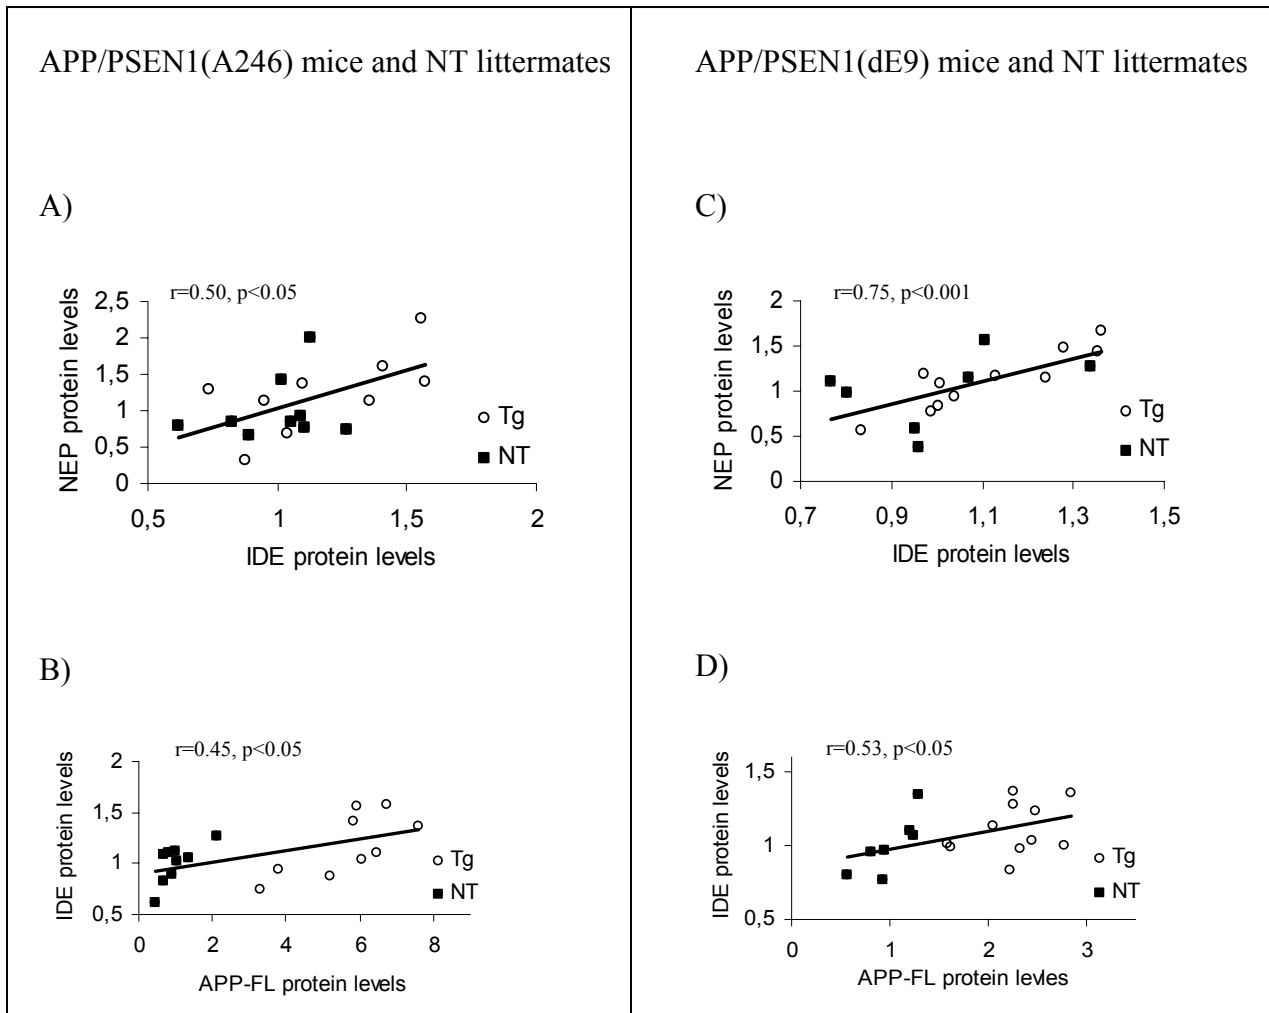 APP/PSEN1(A246) mice and NT littermates
A)
r=0.50, p<0.05
NEP protein levels
2,5
2
1,5
1
0,5
0
0,5
1
1,5
2
IDE protein levels
Tg
NT
B)
r=0.45, p<0.05
IDE protein levels
2
1,5
1
0,5
0
2
4
6
8
APP-FL protein levels
Tg
NT
APP/PSEN1(dE9) mice and NT littermates
C)
r=0.75, p<0.001
NEP protein levels
2
1,5
1
0,5
0
0,7
0,9
1,1
1,3
1,5
IDE protein levels
Tg
NT
D)
r=0.53, p<0.05
IDE protein levels
1,5
1
0,5
0
1
2
3
APP-FL protein levles
Tg
NT